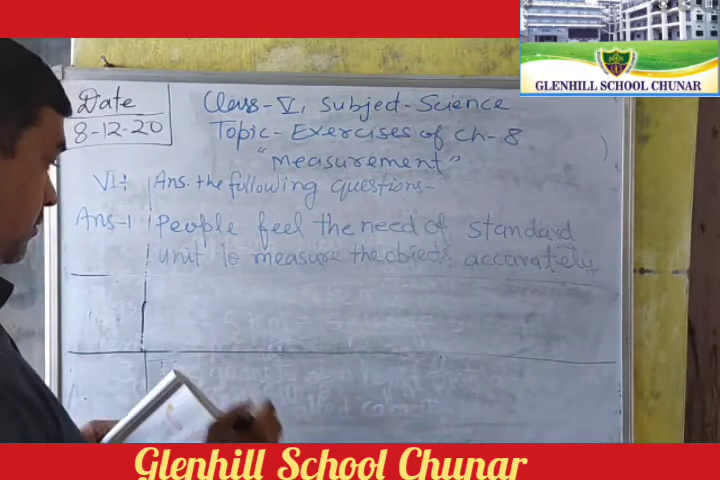 GLENHILL SCHOOL CHUNAR
Date
8-12-20
Class-V, Subject-Science
Topic-Exercises of Ch-8
"Measurement"
VI÷ Ans. the following questions-
Ans-1 People feel the need of standard
unit to measure the objects accurately
Glenhill School Chunar